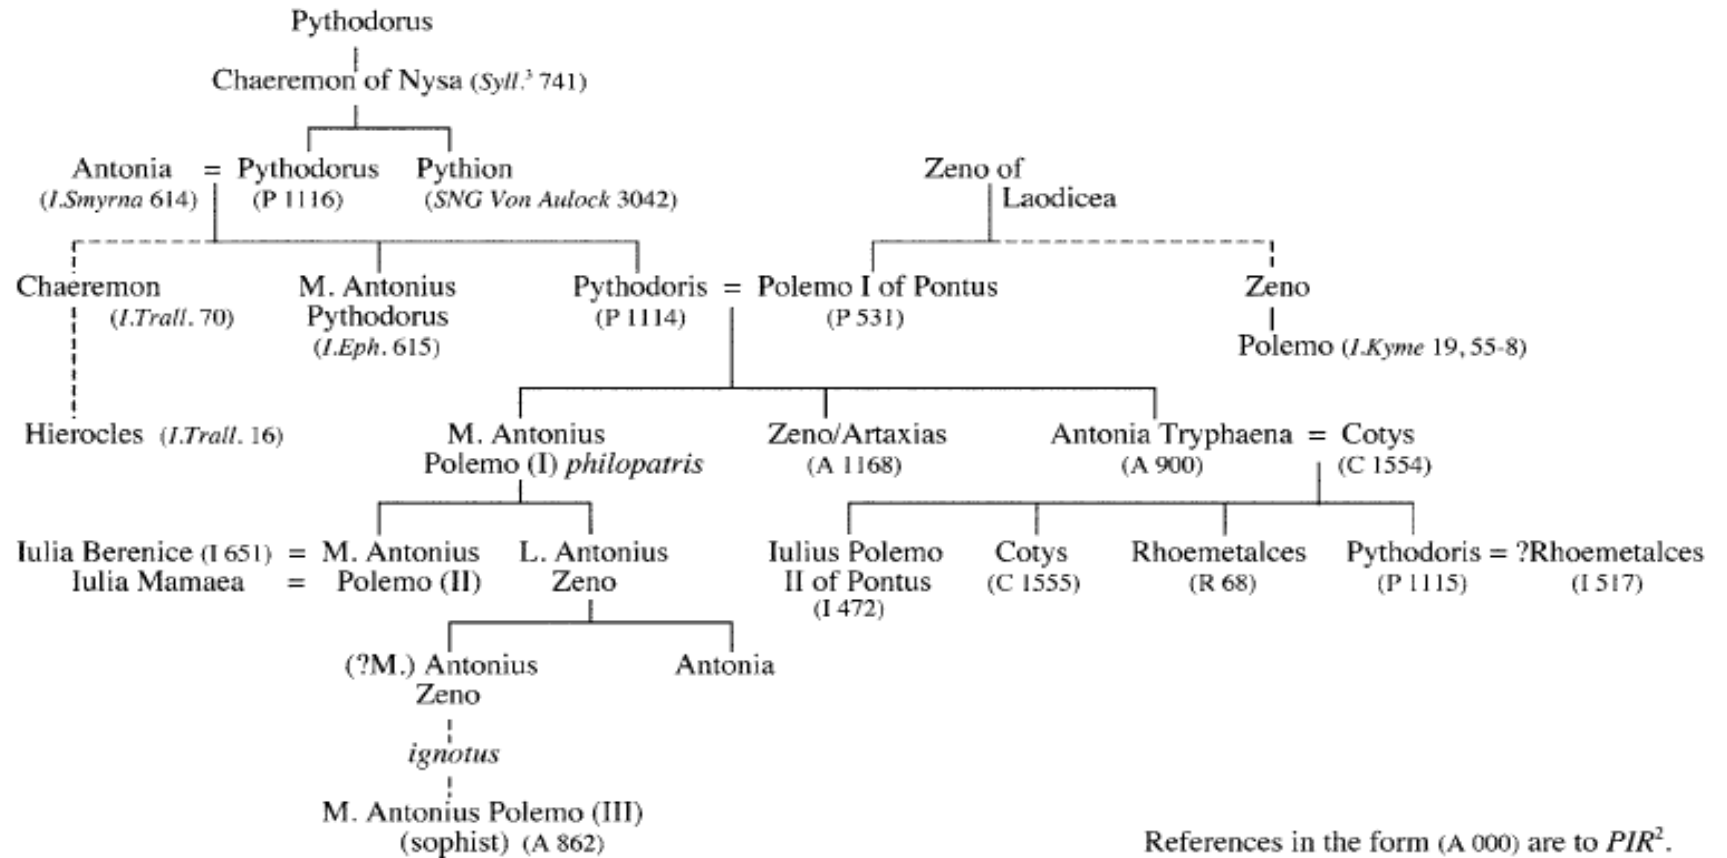 Pythodorus
Chaeremon of Nysa (Syll.³ 741)
Antonia = Pythodorus Pythion Zeno of
(I.Smyrna 614) (P 1116) (SNG Von Aulock 3042) Laodicea
Chaeremon M. Antonius Pythodoris = Polemo I of Pontus Zeno
(I.Trall. 70) Pythodorus (P 1114) (P 531)
(I.Eph. 615) Polemo (I.Kyme 19, 55-8)
Hierocles (I.Trall. 16) M. Antonius Zeno/Artaxias Antonia Tryphaena = Cotys
Polemo (I) philopatris (A 1168) (A 900) (C 1554)
Iulia Berenice (I 651) = M. Antonius L. Antonius Iulius Polemo Cotys Rhoemetalces Pythodoris = ?Rhoemetalces
Iulia Mamaea = Polemo (II) Zeno II of Pontus (C 1555) (R 68) (P 1115) (I 517)
(I 472)
(?M.) Antonius Antonia
Zeno
ignotus
M. Antonius Polemo (III)
(sophist) (A 862) References in the form (A 000) are to PIR².